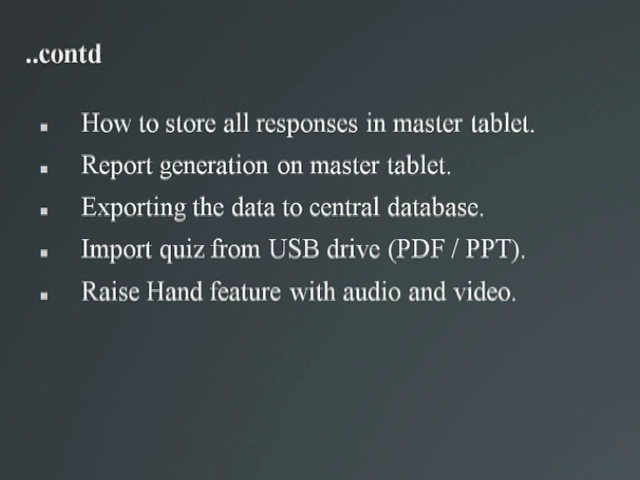 ..contd
How to store all responses in master tablet.
Report generation on master tablet.
Exporting the data to central database.
Import quiz from USB drive (PDF / PPT).
Raise Hand feature with audio and video.